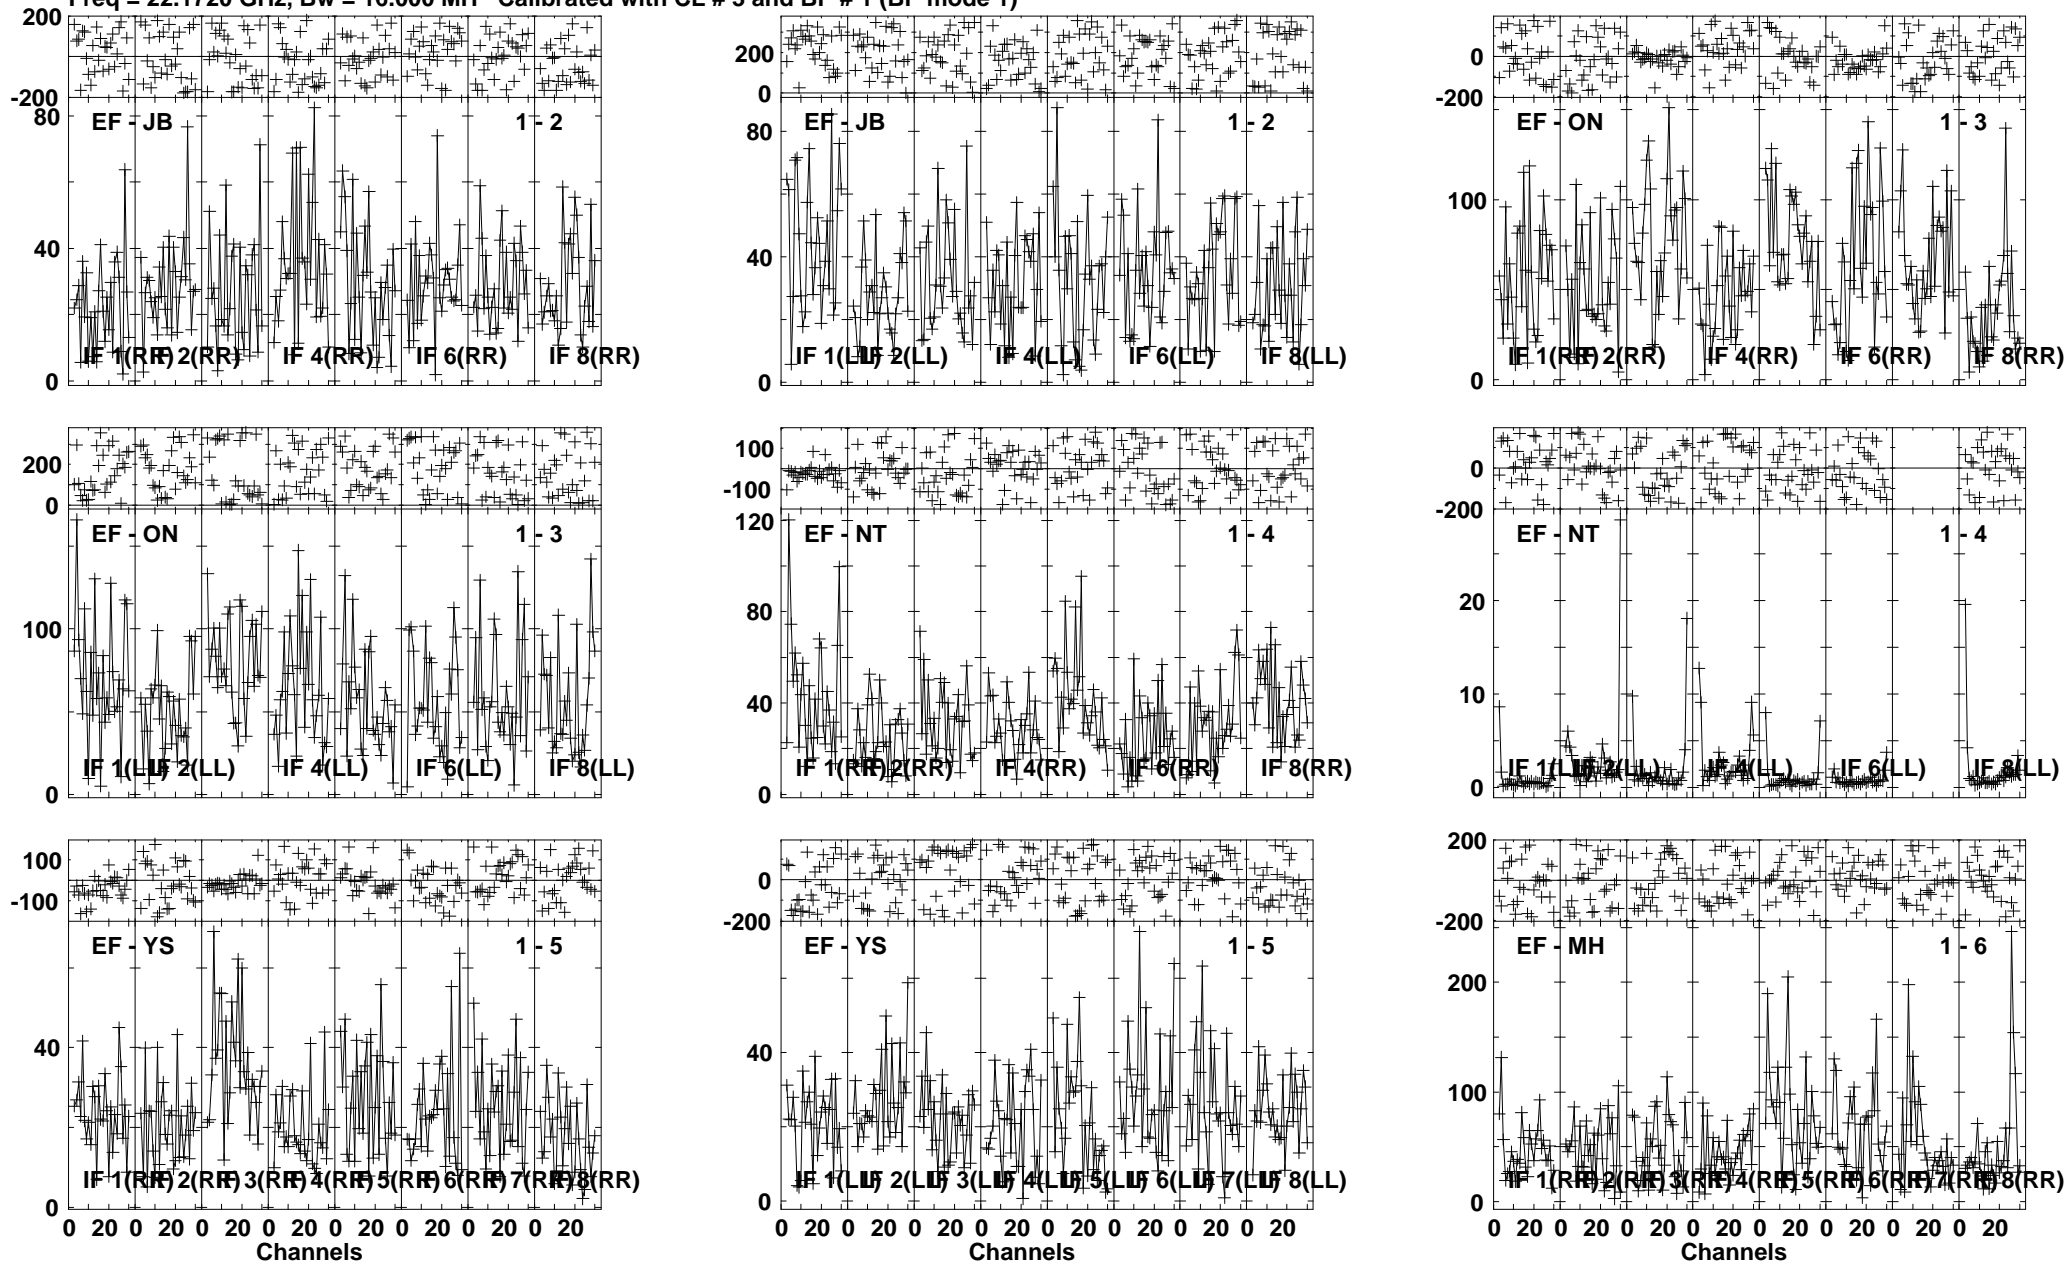 Freq = 22.1720 GHz, Bw = 16.000 MH Calibrated with CL # 3 and BP # 1 (BP mode 1)
200
0
-200
80
40
0
EF - JB
1 - 2
IF 1(RR)
IF 2(RR)
IF 4(RR)
IF 6(RR)
IF 8(RR)
200
0
80
40
0
EF - JB
1 - 2
IF 1(LL)
IF 2(LL)
IF 4(LL)
IF 6(LL)
IF 8(LL)
0
-200
100
0
EF - ON
1 - 3
IF 1(RR)
IF 2(RR)
IF 4(RR)
IF 6(RR)
IF 8(RR)
200
0
100
0
EF - ON
1 - 3
IF 1(LL)
IF 2(LL)
IF 4(LL)
IF 6(LL)
IF 8(LL)
100
-100
120
80
40
0
EF - NT
1 - 4
IF 1(RR)
IF 2(RR)
IF 4(RR)
IF 6(RR)
IF 8(RR)
0
-200
20
10
0
EF - NT
1 - 4
IF 1(LL)
IF 2(LL)
IF 4(LL)
IF 6(LL)
IF 8(LL)
100
-100
40
0
EF - YS
1 - 5
IF 1(RR)
IF 2(RR)
IF 3(RR)
IF 4(RR)
IF 5(RR)
IF 6(RR)
IF 7(RR)
IF 8(RR)
0 20 0 20 0 20 0 20 0 20 0 20 0 20 0 20
Channels
0
-200
40
0
EF - YS
1 - 5
IF 1(LL)
IF 2(LL)
IF 3(LL)
IF 4(LL)
IF 5(LL)
IF 6(LL)
IF 7(LL)
IF 8(LL)
0 20 0 20 0 20 0 20 0 20 0 20 0 20 0 20
Channels
200
0
-200
200
100
0
EF - MH
1 - 6
IF 1(RR)
IF 2(RR)
IF 3(RR)
IF 4(RR)
IF 5(RR)
IF 6(RR)
IF 7(RR)
IF 8(RR)
0 20 0 20 0 20 0 20 0 20 0 20 0 20 0 20
Channels